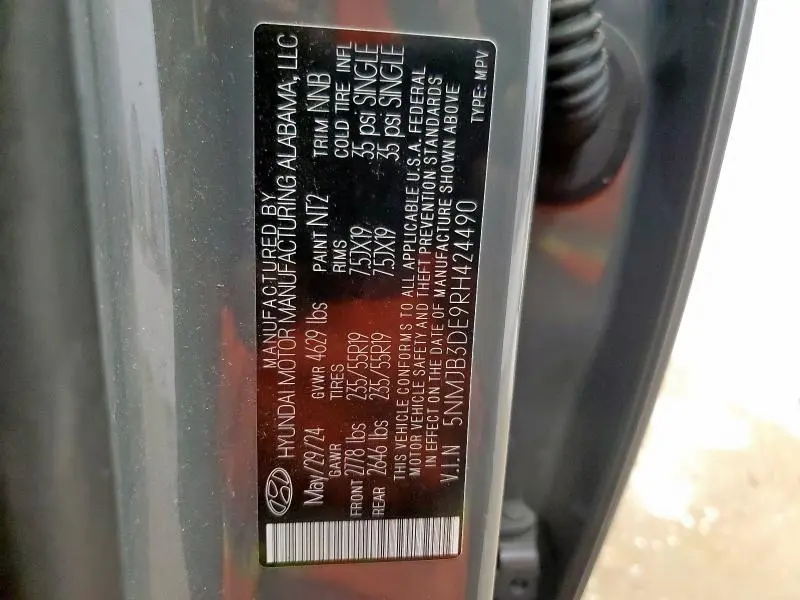 MANUFACTURED BY
HYUNDAI MOTOR MANUFACTURING ALABAMA, LLC
May/29/24 GVWR 4629 lbs PAINT NT2 TRIM NNB
GAWR TIRES RIMS COLD TIRE INFL
FRONT 2778 lbs 235/55R19 7.5JX19 35 psi SINGLE
REAR 2646 lbs 235/55R19 7.5JX19 35 psi SINGLE
THIS VEHICLE CONFORMS TO ALL APPLICABLE U.S.A. FEDERAL
MOTOR VEHICLE SAFETY AND THEFT PREVENTION STANDARDS
IN EFFECT ON THE DATE OF MANUFACTURE SHOWN ABOVE
V.I.N 5NMJB3DE9RH424490 TYPE: MPV